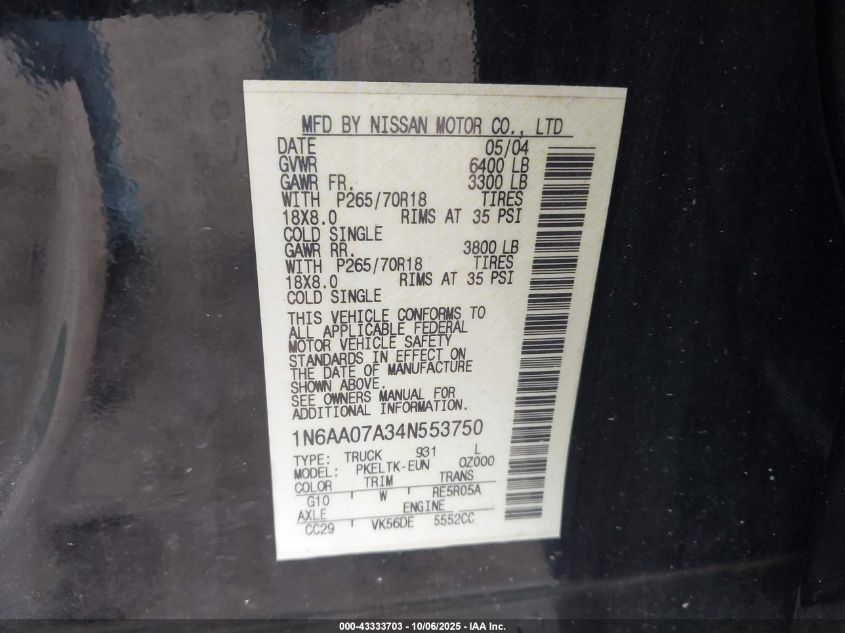 MFD BY NISSAN MOTOR CO., LTD
DATE 05/04
GVWR 6400 LB
GAWR FR. 3300 LB
WITH P265/70R18 TIRES
18X8.0 RIMS AT 35 PSI
COLD SINGLE
GAWR RR. 3800 LB
WITH P265/70R18 TIRES
18X8.0 RIMS AT 35 PSI
COLD SINGLE
THIS VEHICLE CONFORMS TO
ALL APPLICABLE FEDERAL
MOTOR VEHICLE SAFETY
STANDARDS IN EFFECT ON
THE DATE OF MANUFACTURE
SHOWN ABOVE.
SEE OWNERS MANUAL FOR
ADDITIONAL INFORMATION.
1N6AA07A34N553750
TYPE: TRUCK 931 L
MODEL: PKELTK-EUN OZ000
COLOR TRIM TRANS
G10 W RE5R05A
AXLE ENGINE
CC29 VK56DE 5552CC
000-43333703 - 10/06/2025 - IAA Inc.